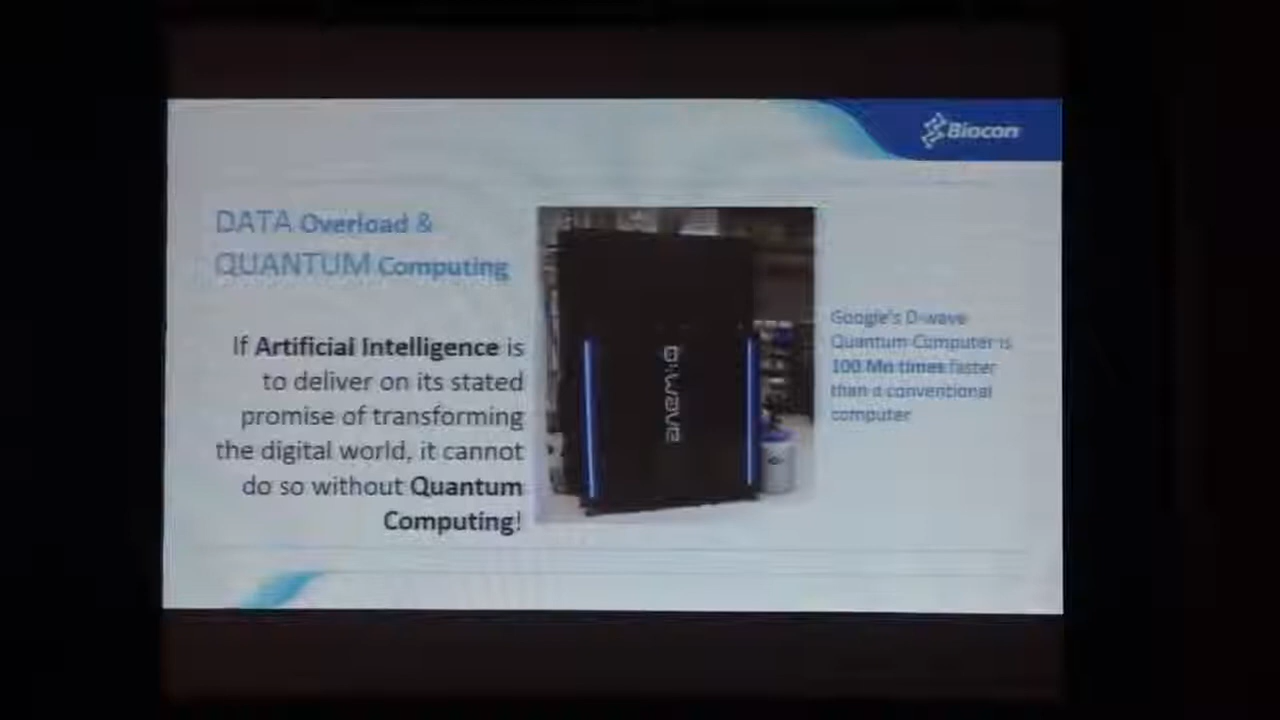 Biocon
DATA Overload &
QUANTUM Computing
If Artificial Intelligence is
to deliver on its stated
promise of transforming
the digital world, it cannot
do so without Quantum
Computing!
D:wave
Google's D-wave
Quantum Computer is
100 Mn times faster
than a conventional
computer